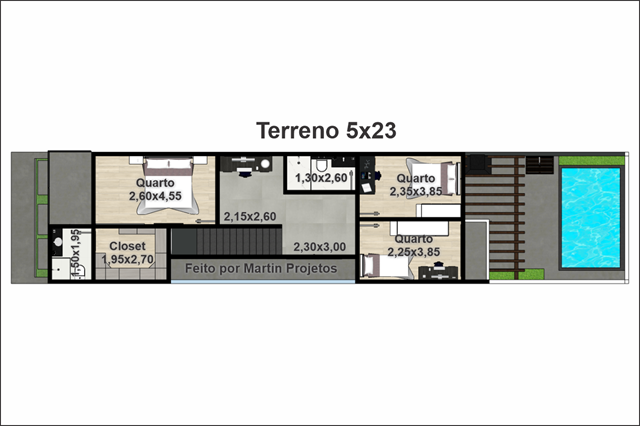 Terreno 5x23
Quarto
2,60x4,55
1,30x2,60
Quarto
2,35x3,85
2,15x2,60
1,50x1,95
Closet
1,95x2,70
2,30x3,00
Quarto
2,25x3,85
Feito por Martin Projetos